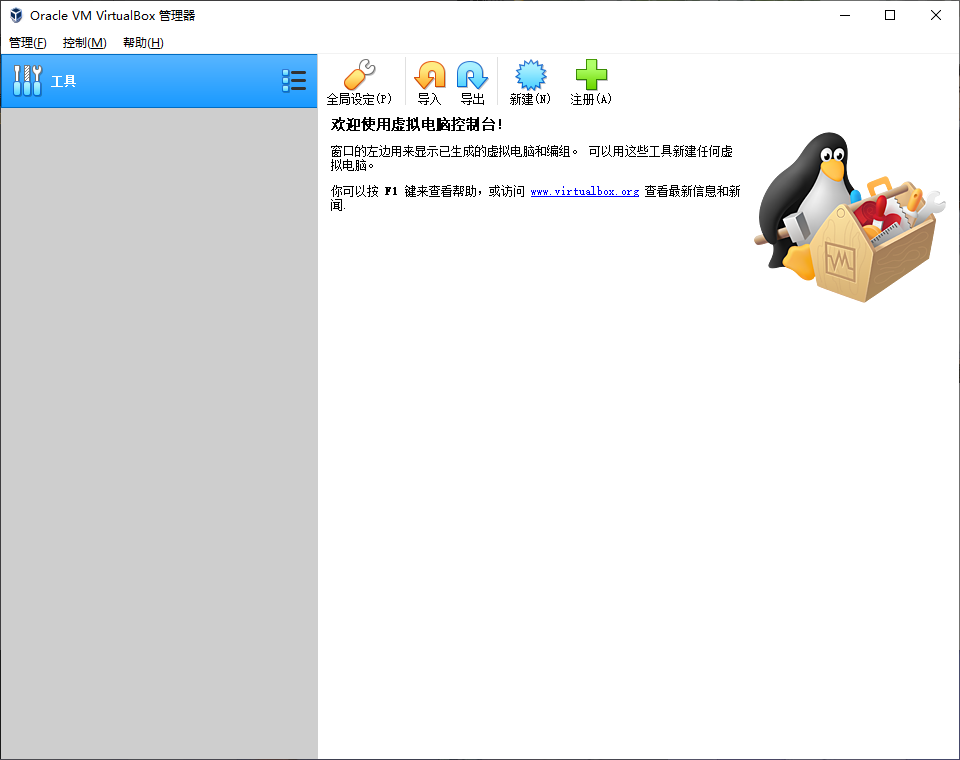 Oracle VM VirtualBox 管理器
管理(F) 控制(M) 帮助(H)
工具
全局设定(P) 导入 导出 新建(N) 注册(A)
欢迎使用虚拟电脑控制台!
窗口的左边用来显示已生成的虚拟电脑和编组。 可以用这些工具新建任何虚
拟电脑。
你可以按 F1 键来查看帮助，或访问 www.virtualbox.org 查看最新信息和新
闻.